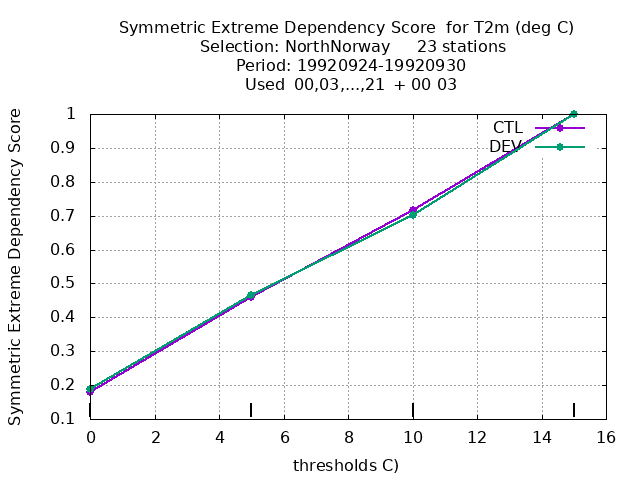 Symmetric Extreme Dependency Score  for T2m (deg C)
Selection: NorthNorway     23 stations
Period: 19920924-19920930
Used  00,03,...,21  + 00 03
Symmetric Extreme Dependency Score
1
0.9
0.8
0.7
0.6
0.5
0.4
0.3
0.2
0.1
CTL
DEV
0 2 4 6 8 10 12 14 16
thresholds C)